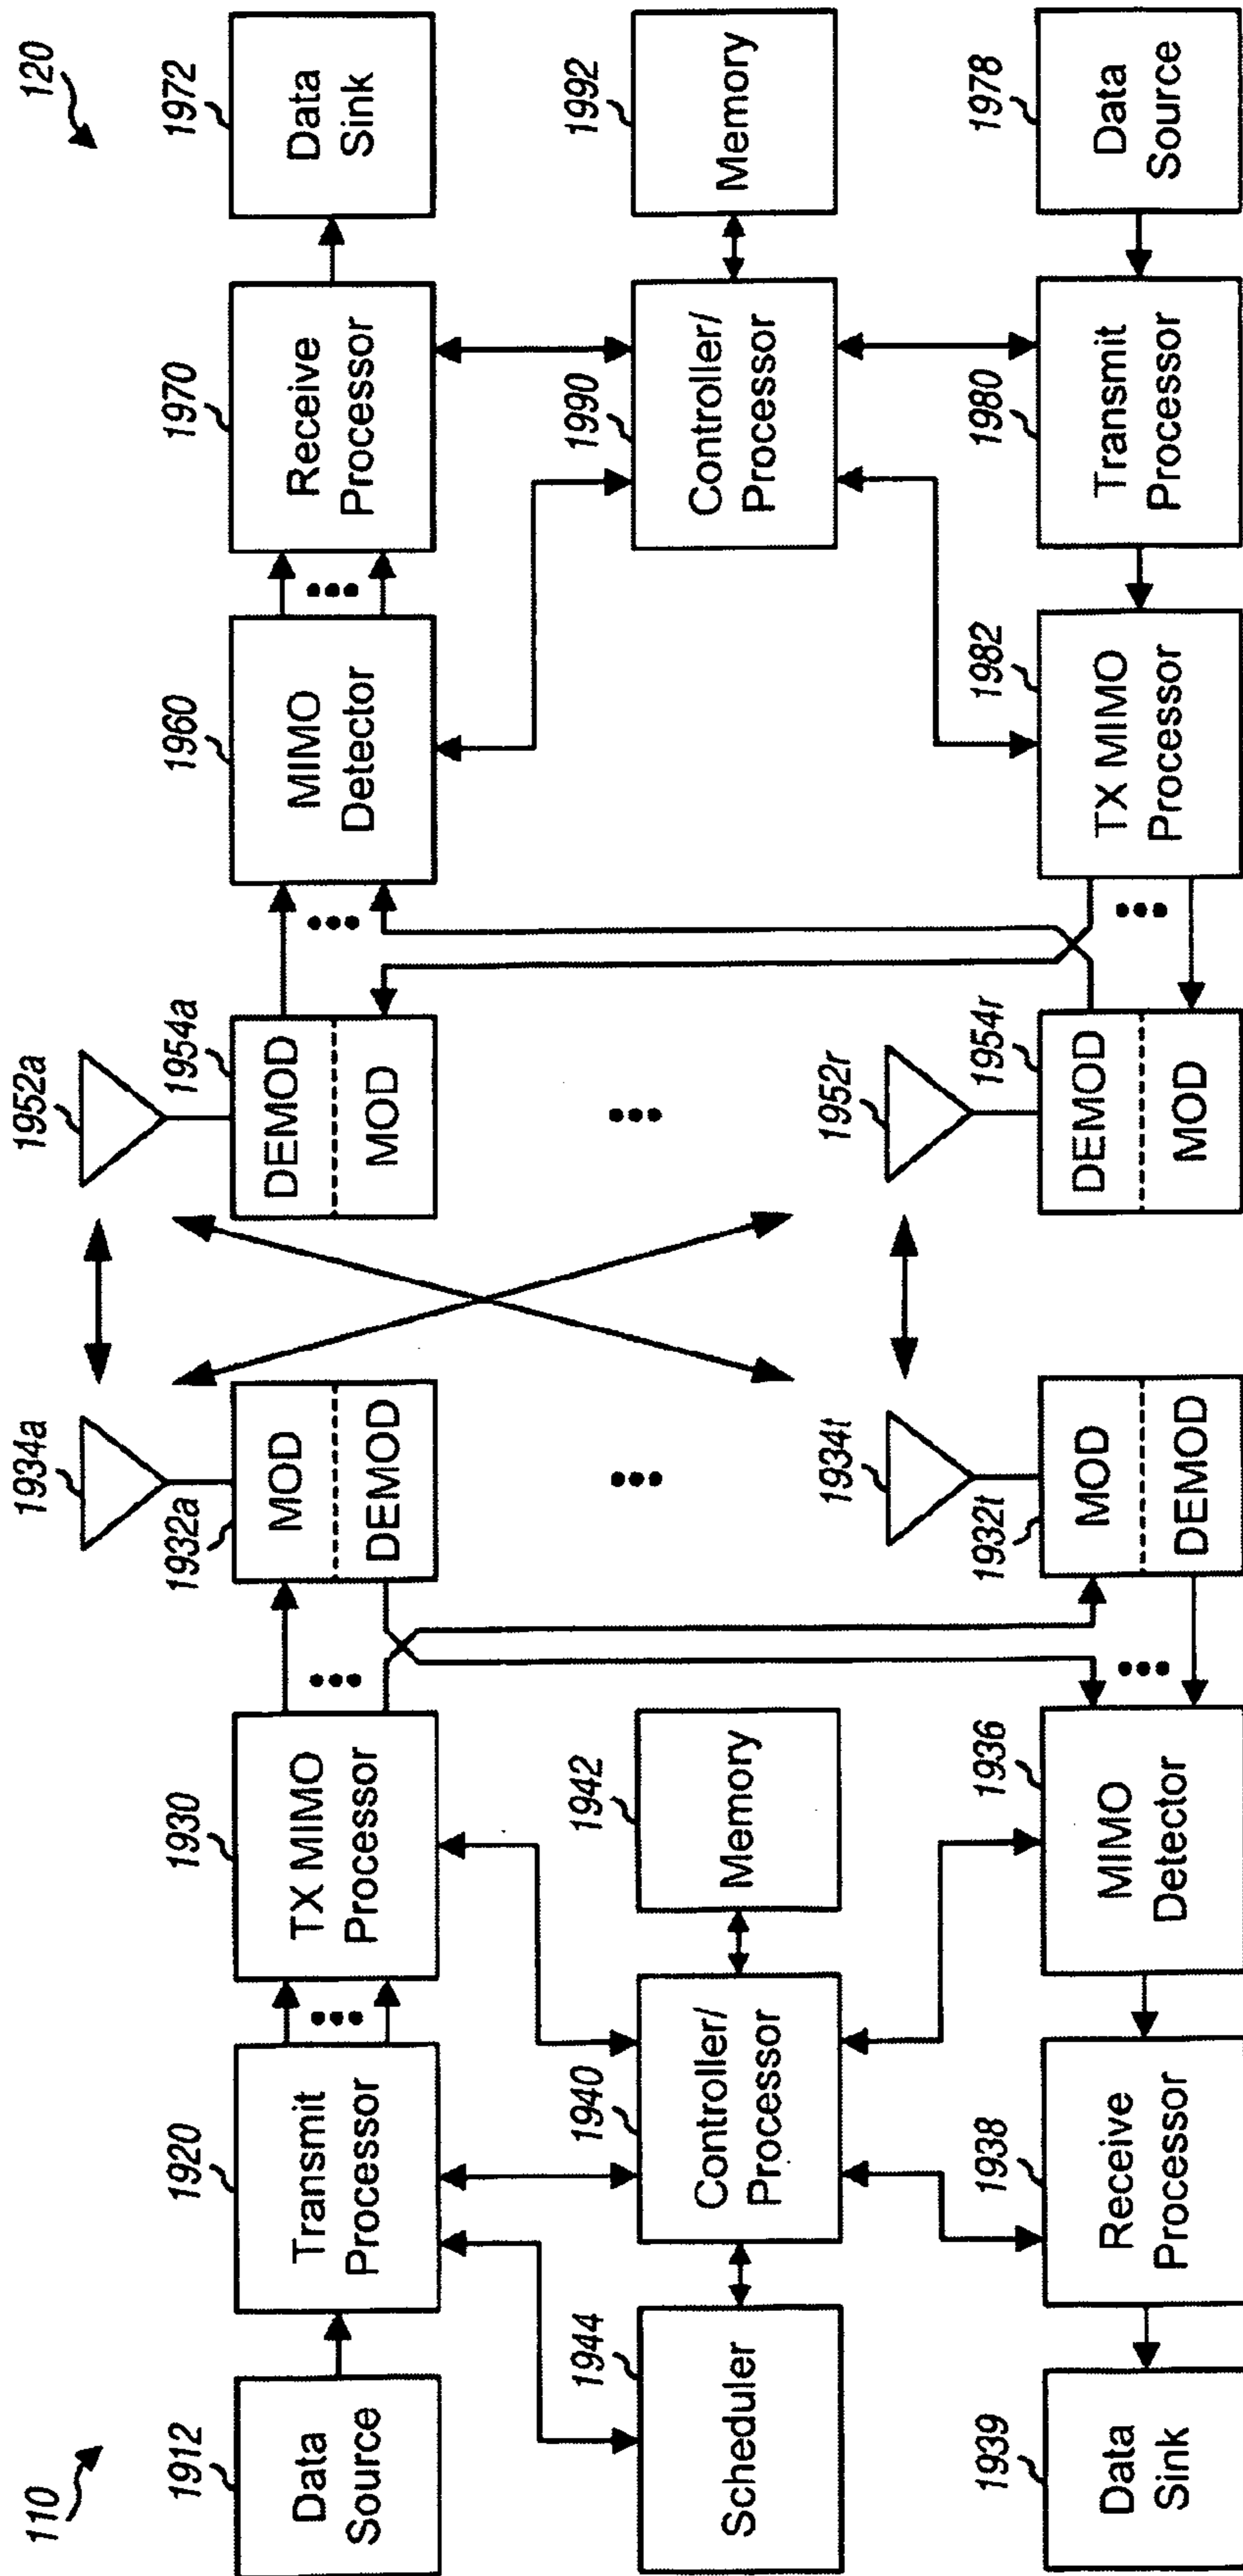 110
120
1912
Data
Source
1920
Transmit
Processor
1930
TX MIMO
Processor
1932a
MOD
DEMOD
1934a
1952a
1954a
DEMOD
MOD
1960
MIMO
Detector
1970
Receive
Processor
1972
Data
Sink
1944
Scheduler
1940
Controller/
Processor
1942
Memory
1990
Controller/
Processor
1992
Memory
1939
Data
Sink
1938
Receive
Processor
1936
MIMO
Detector
1932t
MOD
DEMOD
1934t
1952r
1954r
DEMOD
MOD
1982
TX MIMO
Processor
1980
Transmit
Processor
1978
Data
Source